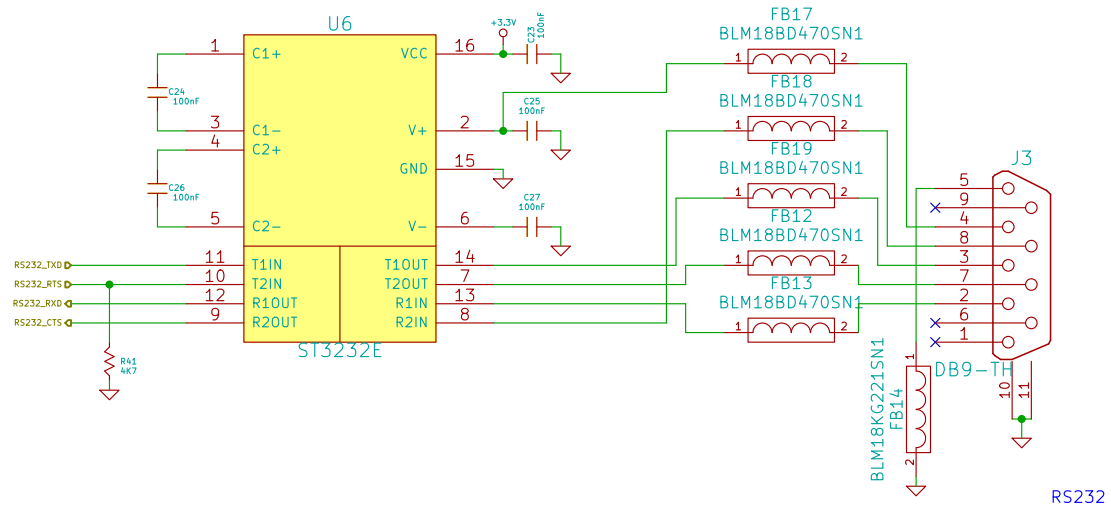 U6
1 C1+
C24
100nF
3 C1-
4 C2+
C26
100nF
5 C2-
RS232_TXD 11 T1IN
RS232_RTS 10 T2IN
RS232_RXD 12 R1OUT
RS232_CTS 9 R2OUT
R41
4K7
ST3232E
VCC 16
+3.3V
C23
100nF
V+ 2
C25
100nF
GND 15
V- 6
C27
100nF
T1OUT 14
T2OUT 7
R1IN 13
R2IN 8
FB17
BLM18BD470SN1
1 2
FB18
BLM18BD470SN1
1 2
FB19
BLM18BD470SN1
1 2
FB12
BLM18BD470SN1
1 2
FB13
BLM18BD470SN1
1 2
J3
5
9
4
8
3
7
2
6
1
DB9-TH
10
11
1
BLM18KG221SN1
FB14
2
RS232